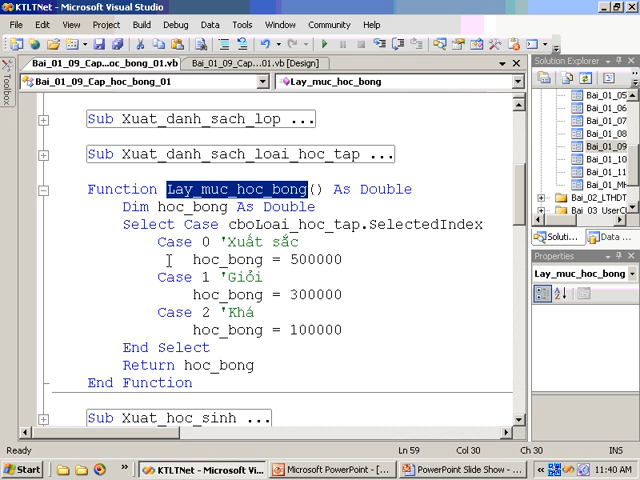 KTLTNet - Microsoft Visual Studio
File Edit View Project Build Debug Data Tools Window Community Help
Bai_01_09_Cap...oc_bong_01.vb Bai_01_09_Cap....01.vb [Design]
Solution Explorer
Toolbox
Bai_01_09_Cap_hoc_bong_01
Lay_muc_hoc_bong
Sub Xuat_danh_sach_lop ...
Sub Xuat_danh_sach_loai_hoc_tap ...
Function Lay_muc_hoc_bong() As Double
Dim hoc_bong As Double
Select Case cboLoai_hoc_tap.SelectedIndex
Case 0 'Xuất sắc
hoc_bong = 500000
Case 1 'Giỏi
hoc_bong = 300000
Case 2 'Khá
hoc_bong = 100000
End Select
Return hoc_bong
End Function
Sub Xuat_hoc_sinh ...
Bai_01_05
Bai_01_06
Bai_01_07
Bai_01_08
Bai_01_09
Bai_01_10
Bai_01_11
Bai_01_MH
Bai_02_LTHDT
Bai_03_UserCl
Soluti... Data ...
Properties
Lay_muc_hoc_bong
Ready Ln 59 Col 30 Ch 30 INS
Start KTLTNet - Microsoft Vi... Microsoft PowerPoint - [... PowerPoint Slide Show - ... 11:40 AM